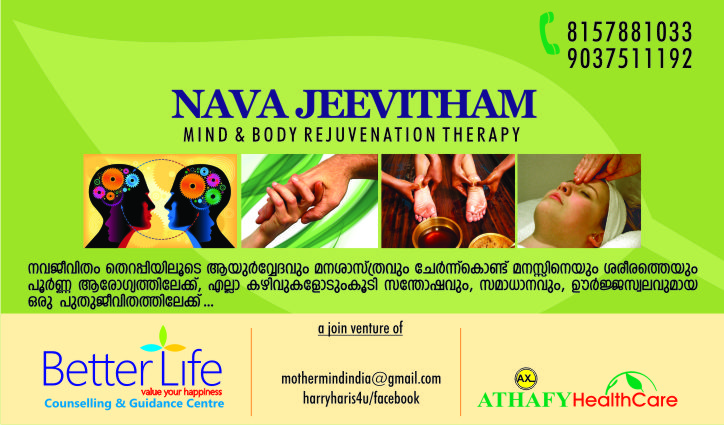 8157881033
9037511192
NAVA JEEVITHAM
MIND & BODY REJUVENATION THERAPY
നവജീവിതം തെറപ്പിയിലൂടെ ആയുർവ്വേദവും മനശാസ്ത്രവും ചേർന്ന്കൊണ്ട് മനസ്സിനെയും ശരീരത്തെയും
പൂർണ്ണ ആരോഗ്യത്തിലേക്ക്, എല്ലാ കഴിവുകളോടുംകൂടി സന്തോഷവും, സമാധാനവും, ഊർജ്ജസ്വലവുമായ
ഒരു പുതുജീവിതത്തിലേക്ക് ...
a join venture of
Better Life
value your happiness
Counselling & Guidance Centre
mothermindindia@gmail.com
harryharis4u/facebook
AXL
ATHAFY HealthCare